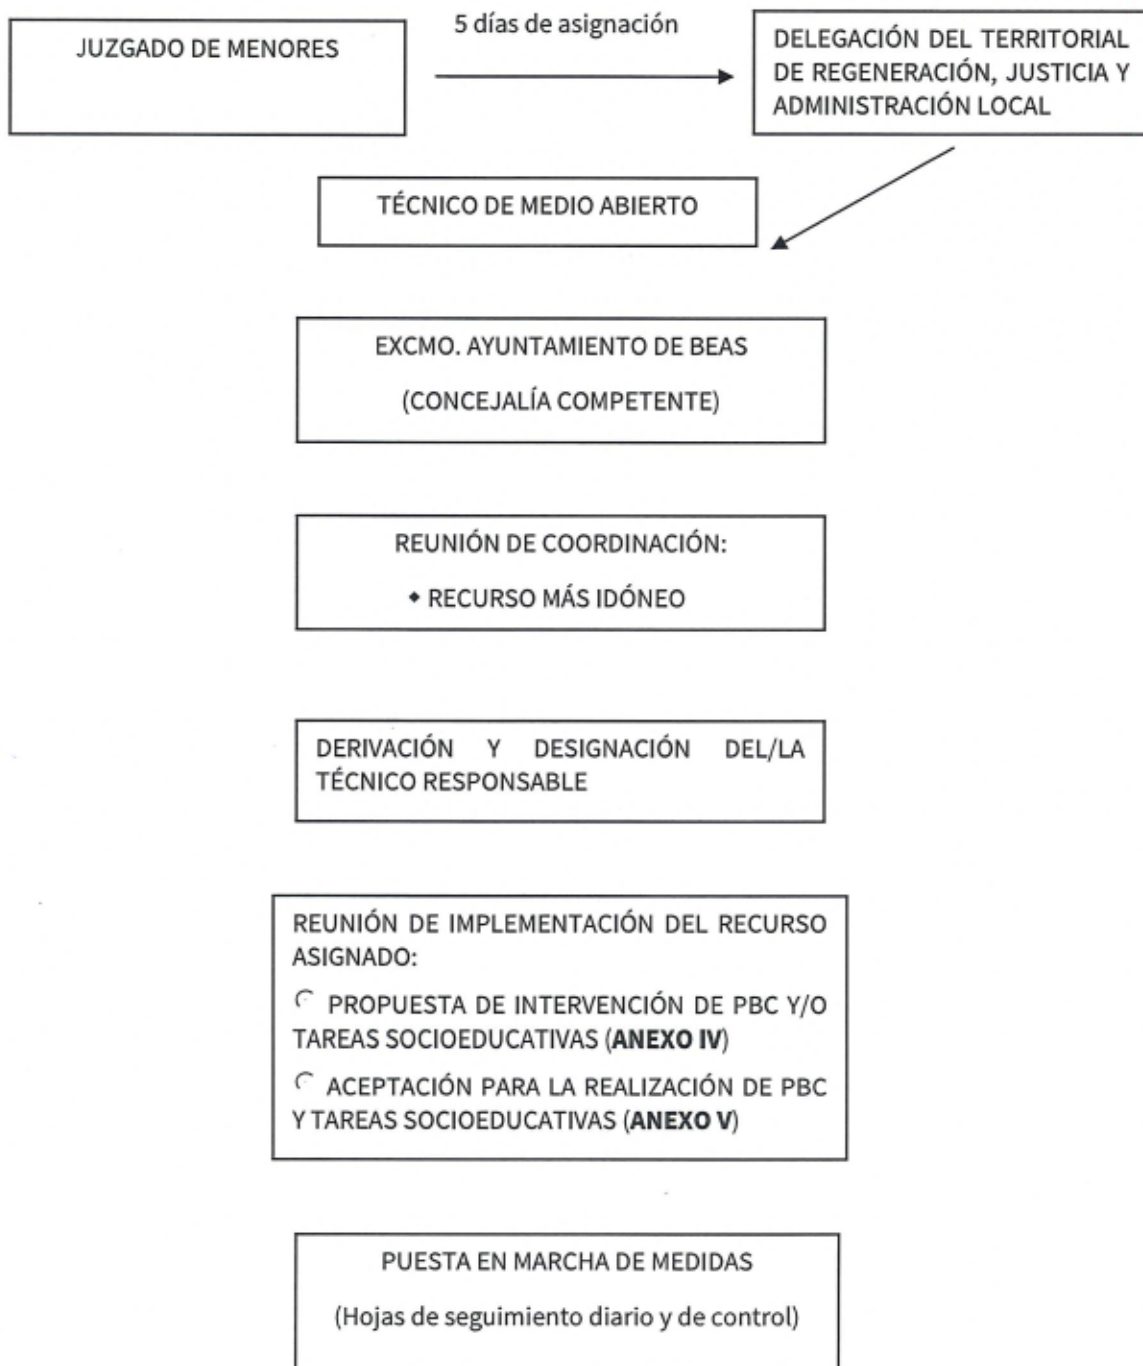 JUZGADO DE MENORES
5 días de asignación
DELEGACIÓN DEL TERRITORIAL
DE REGENERACIÓN, JUSTICIA Y
ADMINISTRACIÓN LOCAL
TÉCNICO DE MEDIO ABIERTO
EXCMO. AYUNTAMIENTO DE BEAS
(CONCEJALÍA COMPETENTE)
REUNIÓN DE COORDINACIÓN:
◆ RECURSO MÁS IDÓNEO
DERIVACIÓN Y DESIGNACIÓN DEL/LA
TÉCNICO RESPONSABLE
REUNIÓN DE IMPLEMENTACIÓN DEL RECURSO
ASIGNADO:
PROPUESTA DE INTERVENCIÓN DE PBC Y/O
TAREAS SOCIOEDUCATIVAS (ANEXO IV)
ACEPTACIÓN PARA LA REALIZACIÓN DE PBC
Y TAREAS SOCIOEDUCATIVAS (ANEXO V)
PUESTA EN MARCHA DE MEDIDAS
(Hojas de seguimiento diario y de control)